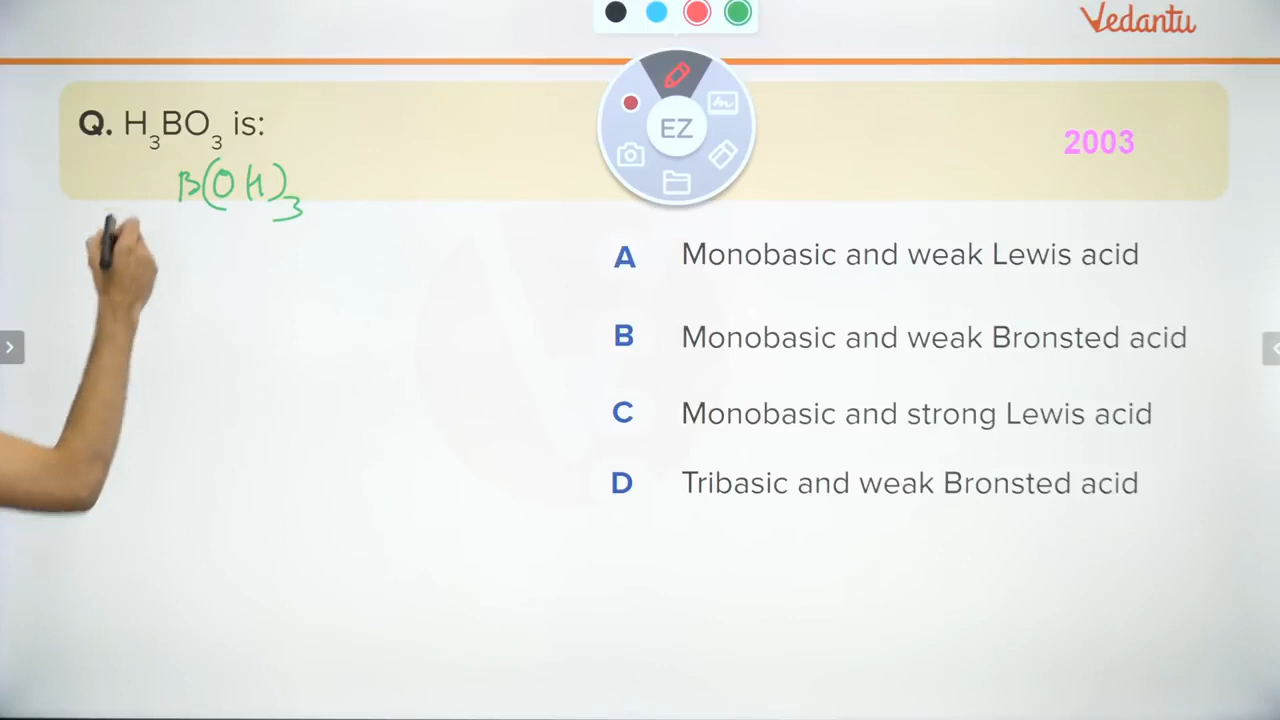 Vedantu
Q. H₃BO₃ is:
2003
B(OH)₃
EZ
A Monobasic and weak Lewis acid
B Monobasic and weak Bronsted acid
C Monobasic and strong Lewis acid
D Tribasic and weak Bronsted acid